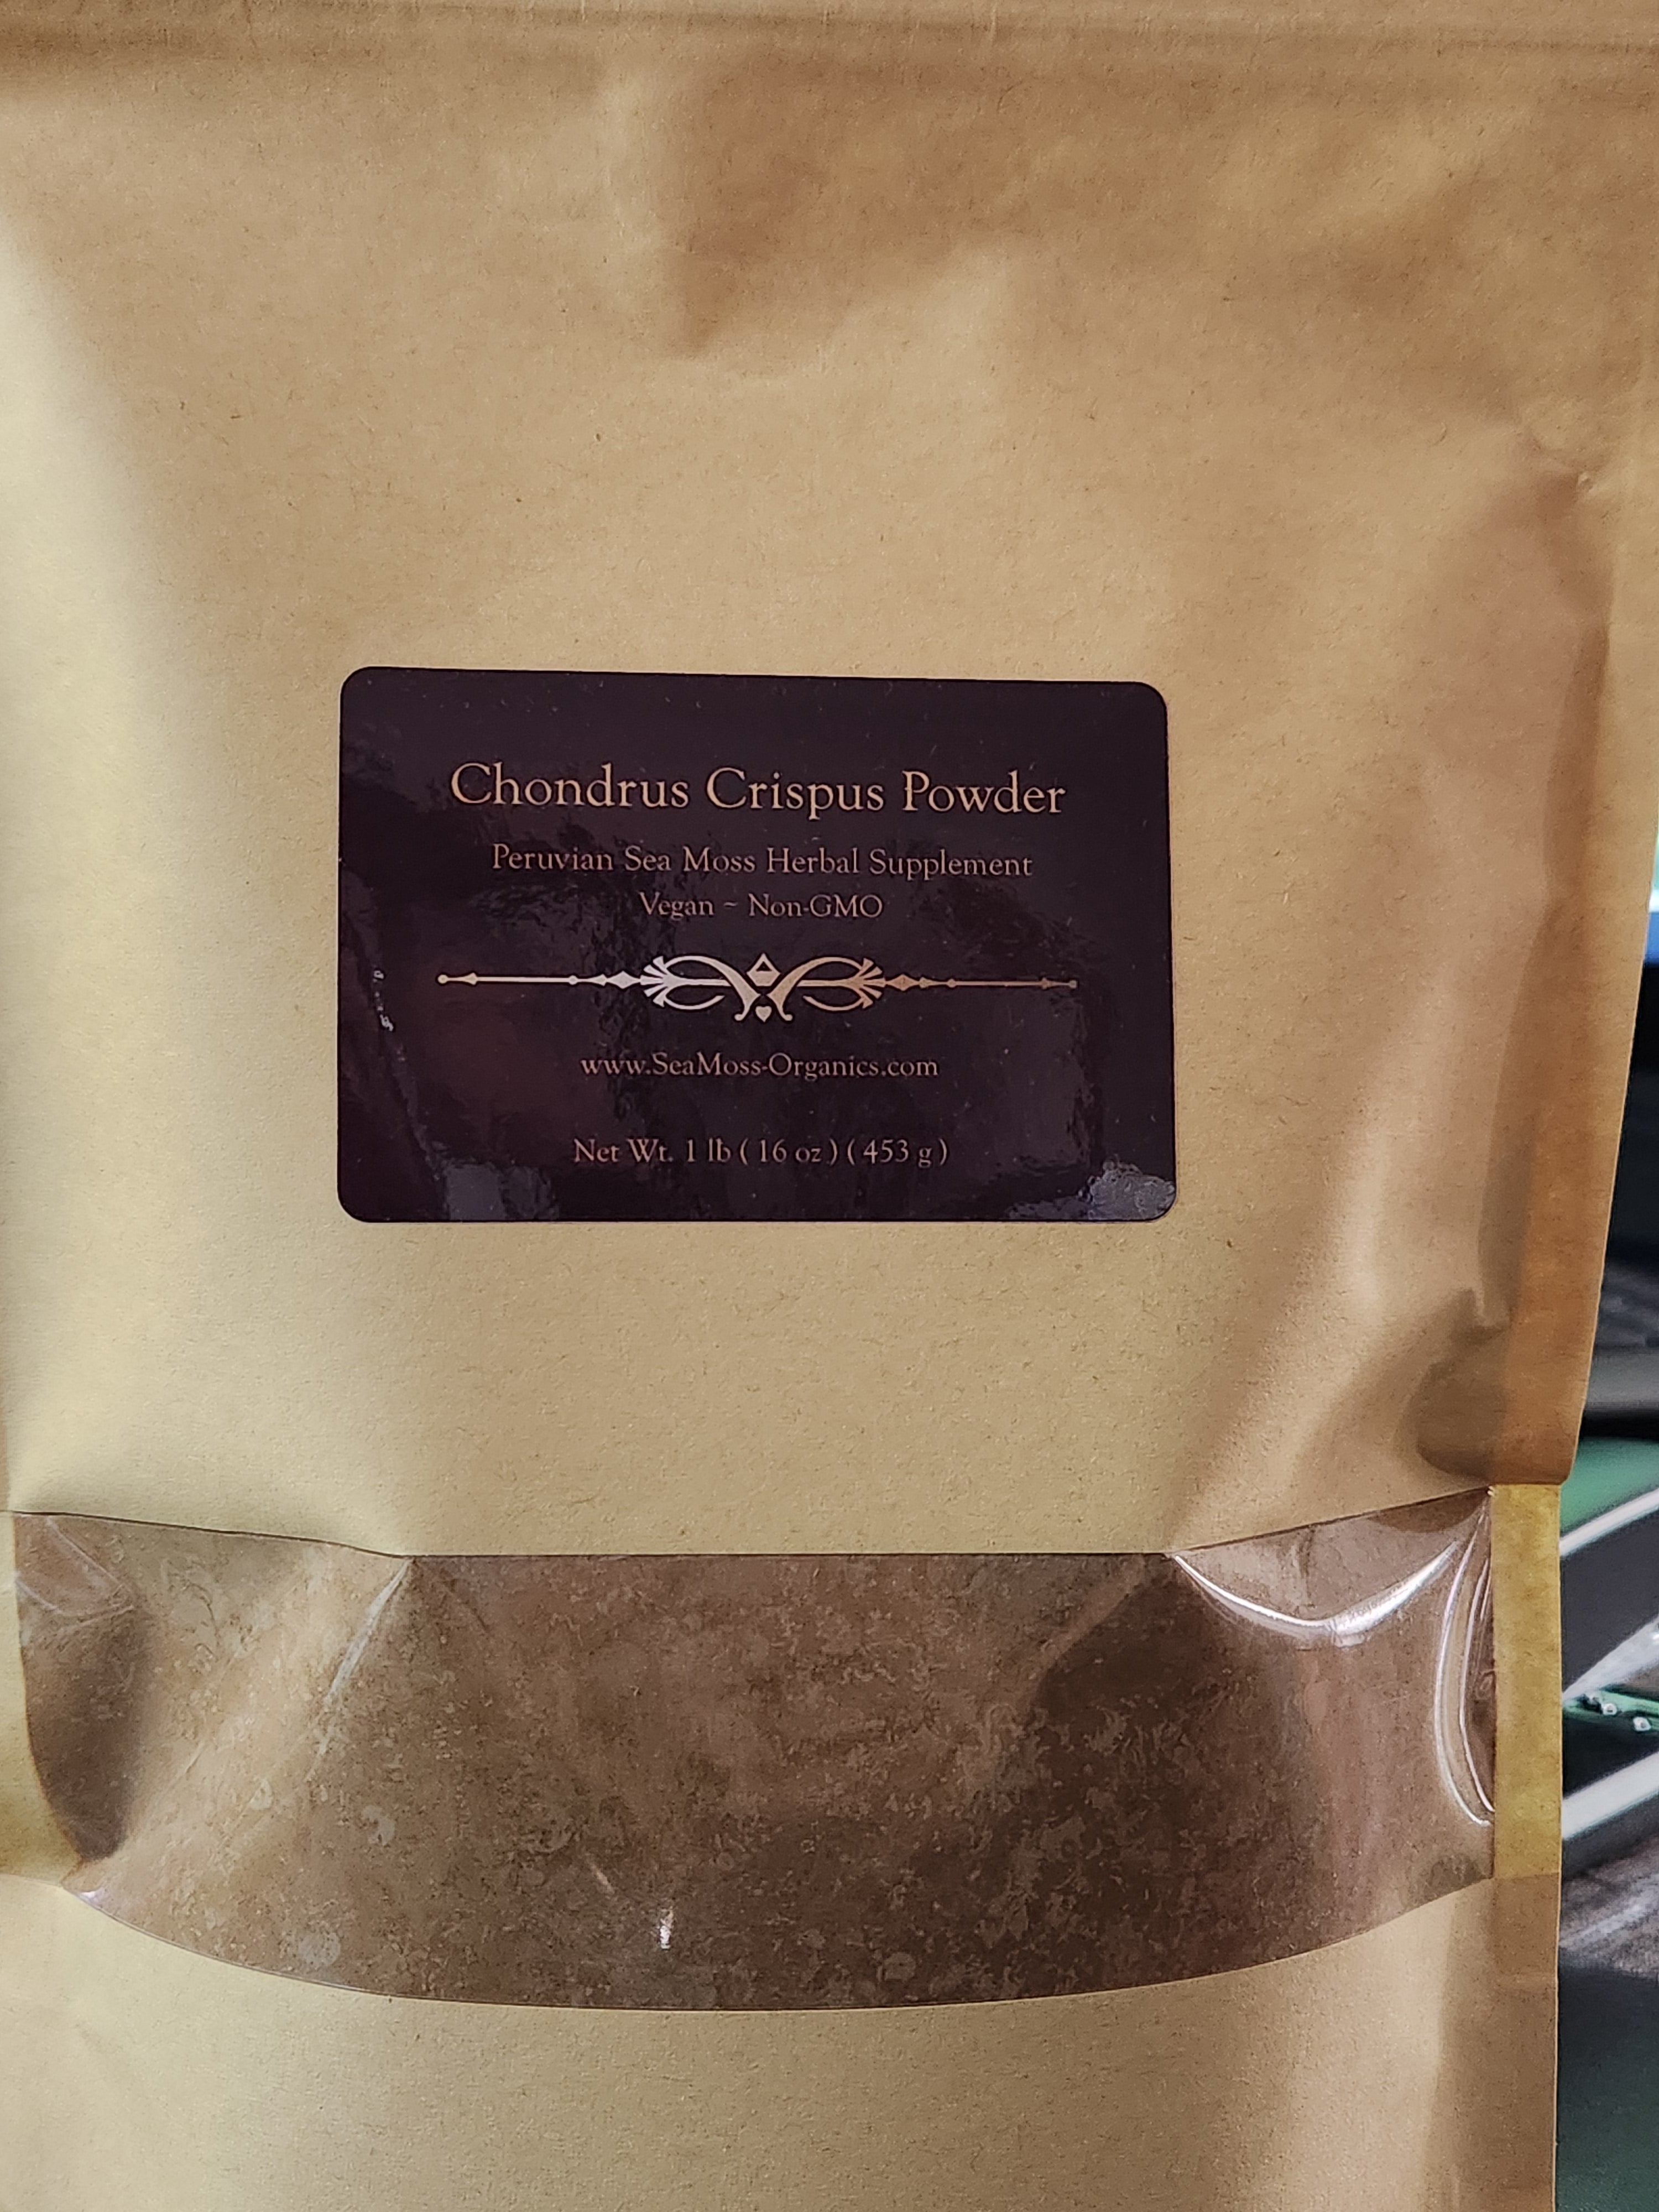 Chondrus Crispus Powder
Peruvian Sea Moss Herbal Supplement
Vegan ~ Non-GMO
www.SeaMoss-Organics.com
Net Wt. 1 lb ( 16 oz ) ( 453 g )